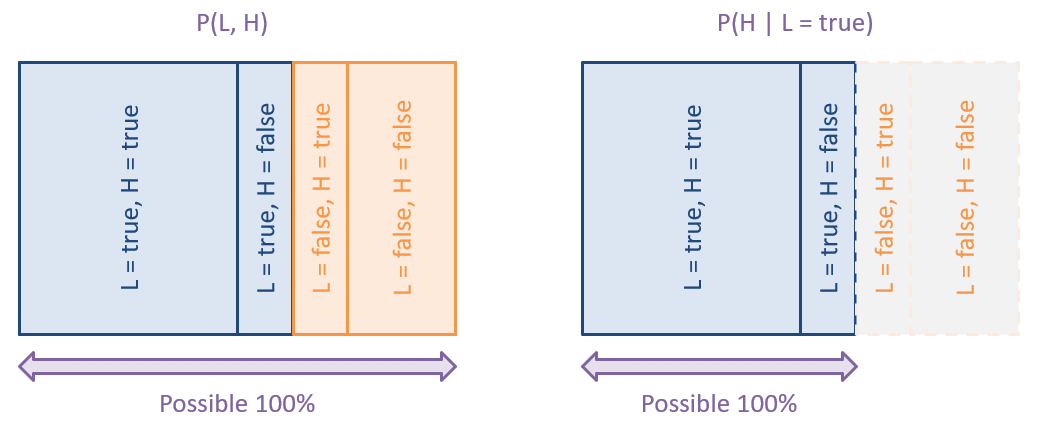 P(L, H)
L = true, H = true
L = true, H = false
L = false, H = true
L = false, H = false
Possible 100%
P(H | L = true)
L = true, H = true
L = true, H = false
L = false, H = true
L = false, H = false
Possible 100%